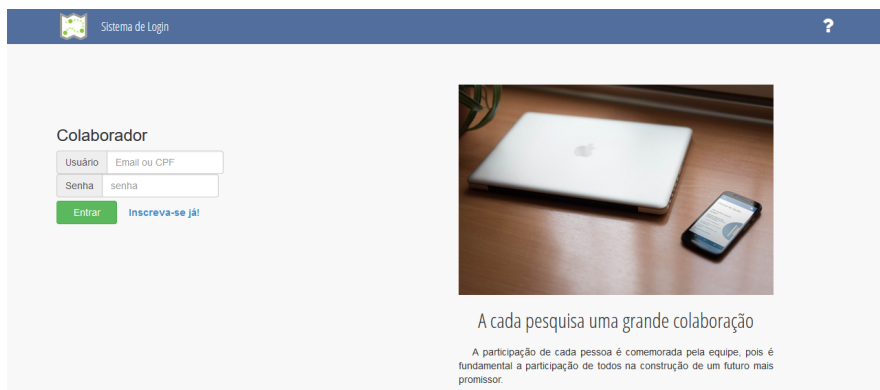 Sistema de Login
?
Colaborador
Usuário Email ou CPF
Senha senha
Entrar Inscreva-se já!
A cada pesquisa uma grande colaboração
A participação de cada pessoa é comemorada pela equipe, pois é
fundamental a participação de todos na construção de um futuro mais
promissor.